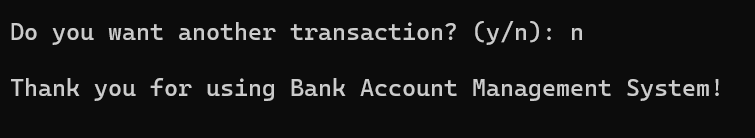 Do you want another transaction? (y/n): n
Thank you for using Bank Account Management System!